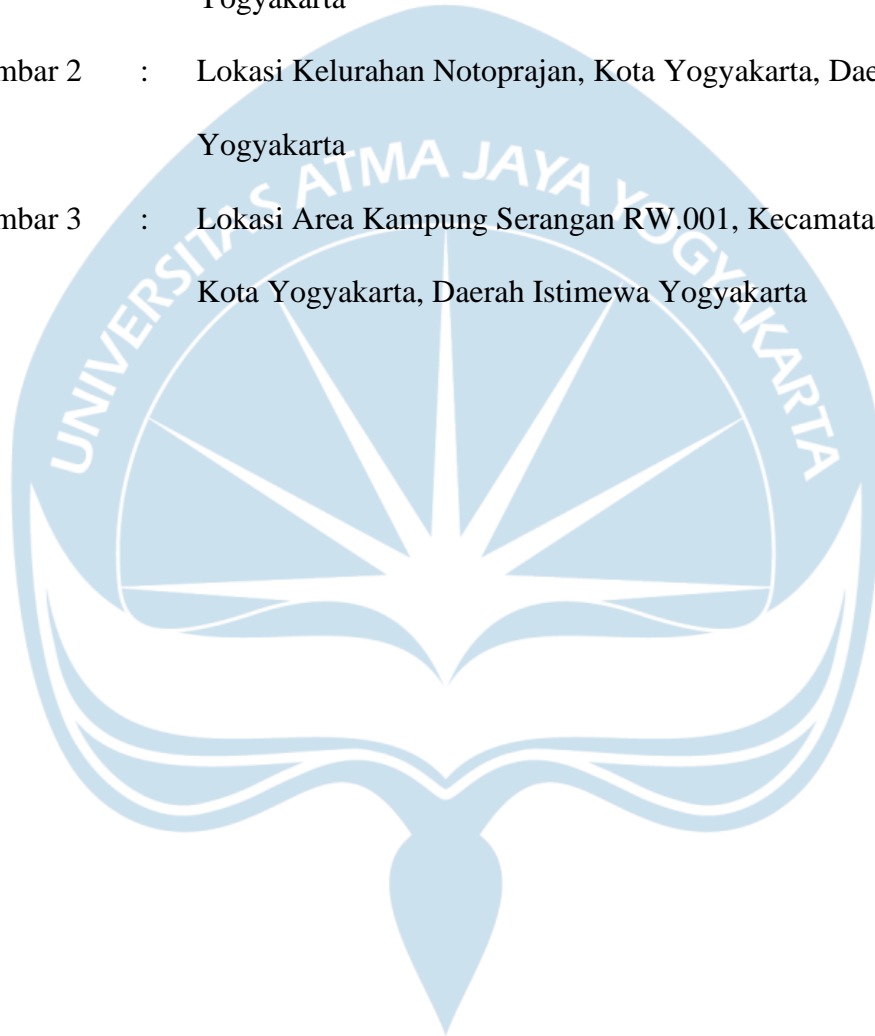 Yogyakarta
mbar 2 : Lokasi Kelurahan Notoprajan, Kota Yogyakarta, Dae
Yogyakarta
mbar 3 : Lokasi Area Kampung Serangan RW.001, Kecamata
Kota Yogyakarta, Daerah Istimewa Yogyakarta
UNIVERSITAS ATMA JAYA YOGYAKARTA